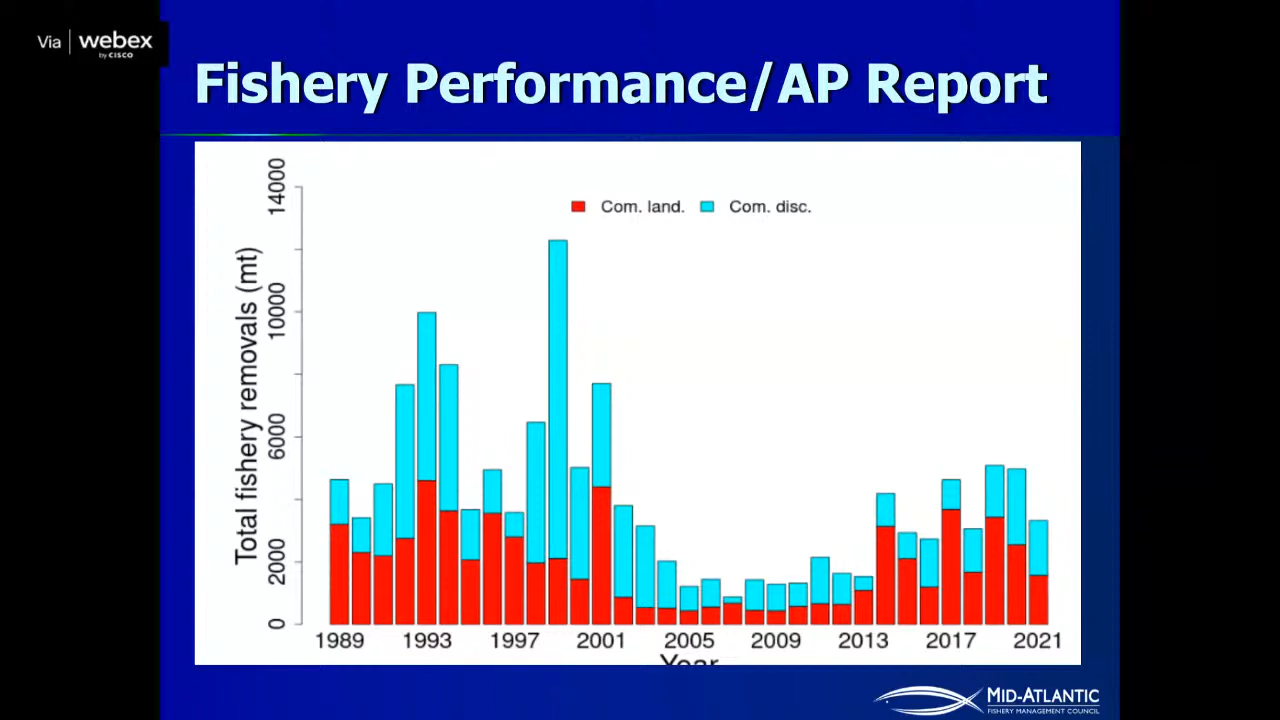 Via webex
by CISCO
Fishery Performance/AP Report
Com. land. Com. disc.
Total fishery removals (mt)
14000
10000
6000
2000
0
1989 1993 1997 2001 2005 2009 2013 2017 2021
Year
MID-ATLANTIC
FISHERY MANAGEMENT COUNCIL